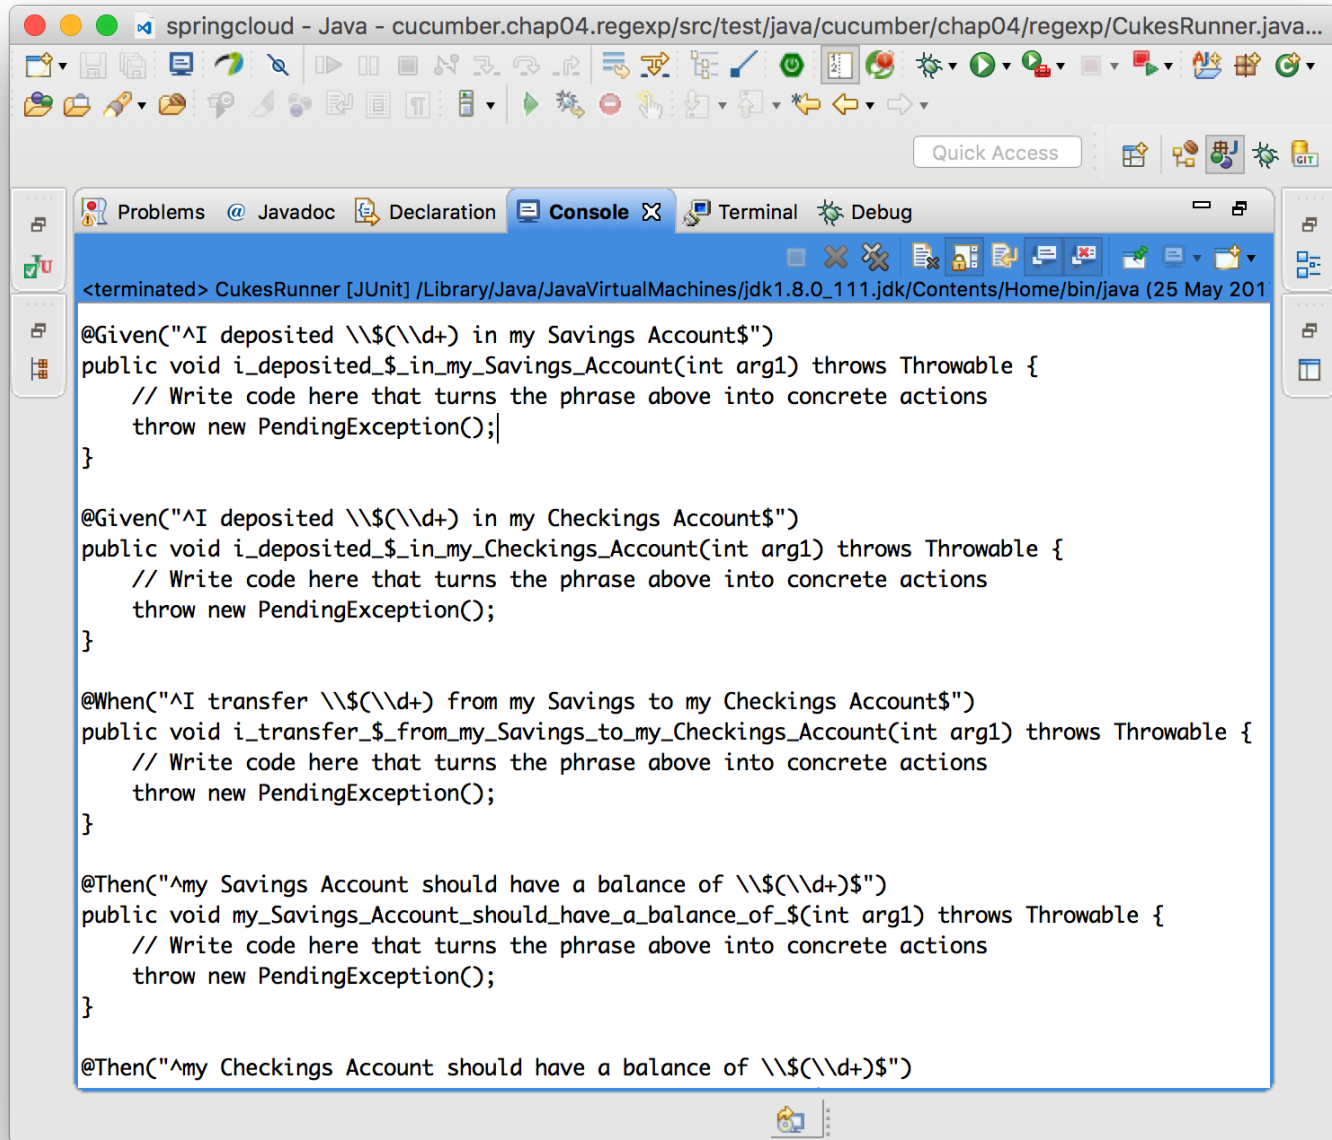 springcloud - Java - cucumber.chap04.regexp/src/test/java/cucumber/chap04/regexp/CukesRunner.java...
Quick Access
Problems @ Javadoc Declaration Console Terminal Debug
<terminated> CukesRunner [JUnit] /Library/Java/JavaVirtualMachines/jdk1.8.0_111.jdk/Contents/Home/bin/java (25 May 201
@Given("^I deposited \\$(\\d+) in my Savings Account$")
public void i_deposited_$_in_my_Savings_Account(int arg1) throws Throwable {
    // Write code here that turns the phrase above into concrete actions
    throw new PendingException();
}
@Given("^I deposited \\$(\\d+) in my Checkings Account$")
public void i_deposited_$_in_my_Checkings_Account(int arg1) throws Throwable {
    // Write code here that turns the phrase above into concrete actions
    throw new PendingException();
}
@When("^I transfer \\$(\\d+) from my Savings to my Checkings Account$")
public void i_transfer_$_from_my_Savings_to_my_Checkings_Account(int arg1) throws Throwable {
    // Write code here that turns the phrase above into concrete actions
    throw new PendingException();
}
@Then("^my Savings Account should have a balance of \\$(\\d+)$")
public void my_Savings_Account_should_have_a_balance_of_$(int arg1) throws Throwable {
    // Write code here that turns the phrase above into concrete actions
    throw new PendingException();
}
@Then("^my Checkings Account should have a balance of \\$(\\d+)$")